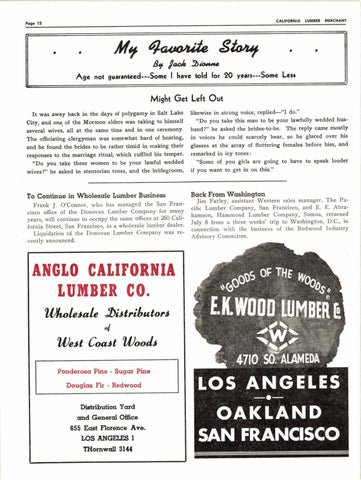 Page 12
CALIFORNIA LUMBER MERCHANT
My Favorite Story
By Jack Dionne
Age not guaranteed---Some I have told for 20 years---Some Less
Might Get Left Out
It was away back in the days of polygamy in Salt Lake
City, and one of the Mormon elders was taking to himself
several wives, all at the same time and in one ceremony.
The officiating clergyman was somewhat hard of hearing,
and he found the brides to be rather timid in making their
responses to the marriage ritual, which ruffled his temper.
"Do you take these women to be your lawful wedded
wives?" he asked in stentorian tones, and the bridegroom,
likewise in strong voice, replied—"I do."
"Do you take this man to be your lawfully wedded hus-
band?" he asked the brides-to-be. The reply came mostly
in voices he could scarcely hear, so he glared over his
glasses at the array of fluttering females before him, and
remarked in icy tones:
"Some of you girls are going to have to speak louder
if you want to get in on this."
To Continue in Wholesale Lumber Business
Frank J. O'Connor, who has managed the San Fran-
cisco office of the Donovan Lumber Company for many
years, will continue to occupy the same offices at 260 Cali-
fornia Street, San Francisco, as a wholesale lumber dealer.
Liquidation of the Donovan Lumber Company was re-
cently announced.
Back From Washington
Jim Farley, assistant Western sales manager, The Pa-
cific Lumber Company, San Francisco, and E. E. Abra-
hamson, Hammond Lumber Company, Samoa, returned
July 8 from a three weeks' trip to Washington, D.C., in
connection with the business of the Redwood Industry
Advisory Committee.
ANGLO CALIFORNIA
LUMBER CO.
Wholesale Distributors
of
West Coast Woods
Ponderosa Pine - Sugar Pine
Douglas Fir - Redwood
Distribution Yard
and General Office
655 East Florence Ave.
LOS ANGELES 1
THornwall 3144
"GOODS OF THE WOODS"
E.K. WOOD LUMBER Co
W
4710 SO. ALAMEDA
LOS ANGELES
OAKLAND
SAN FRANCISCO